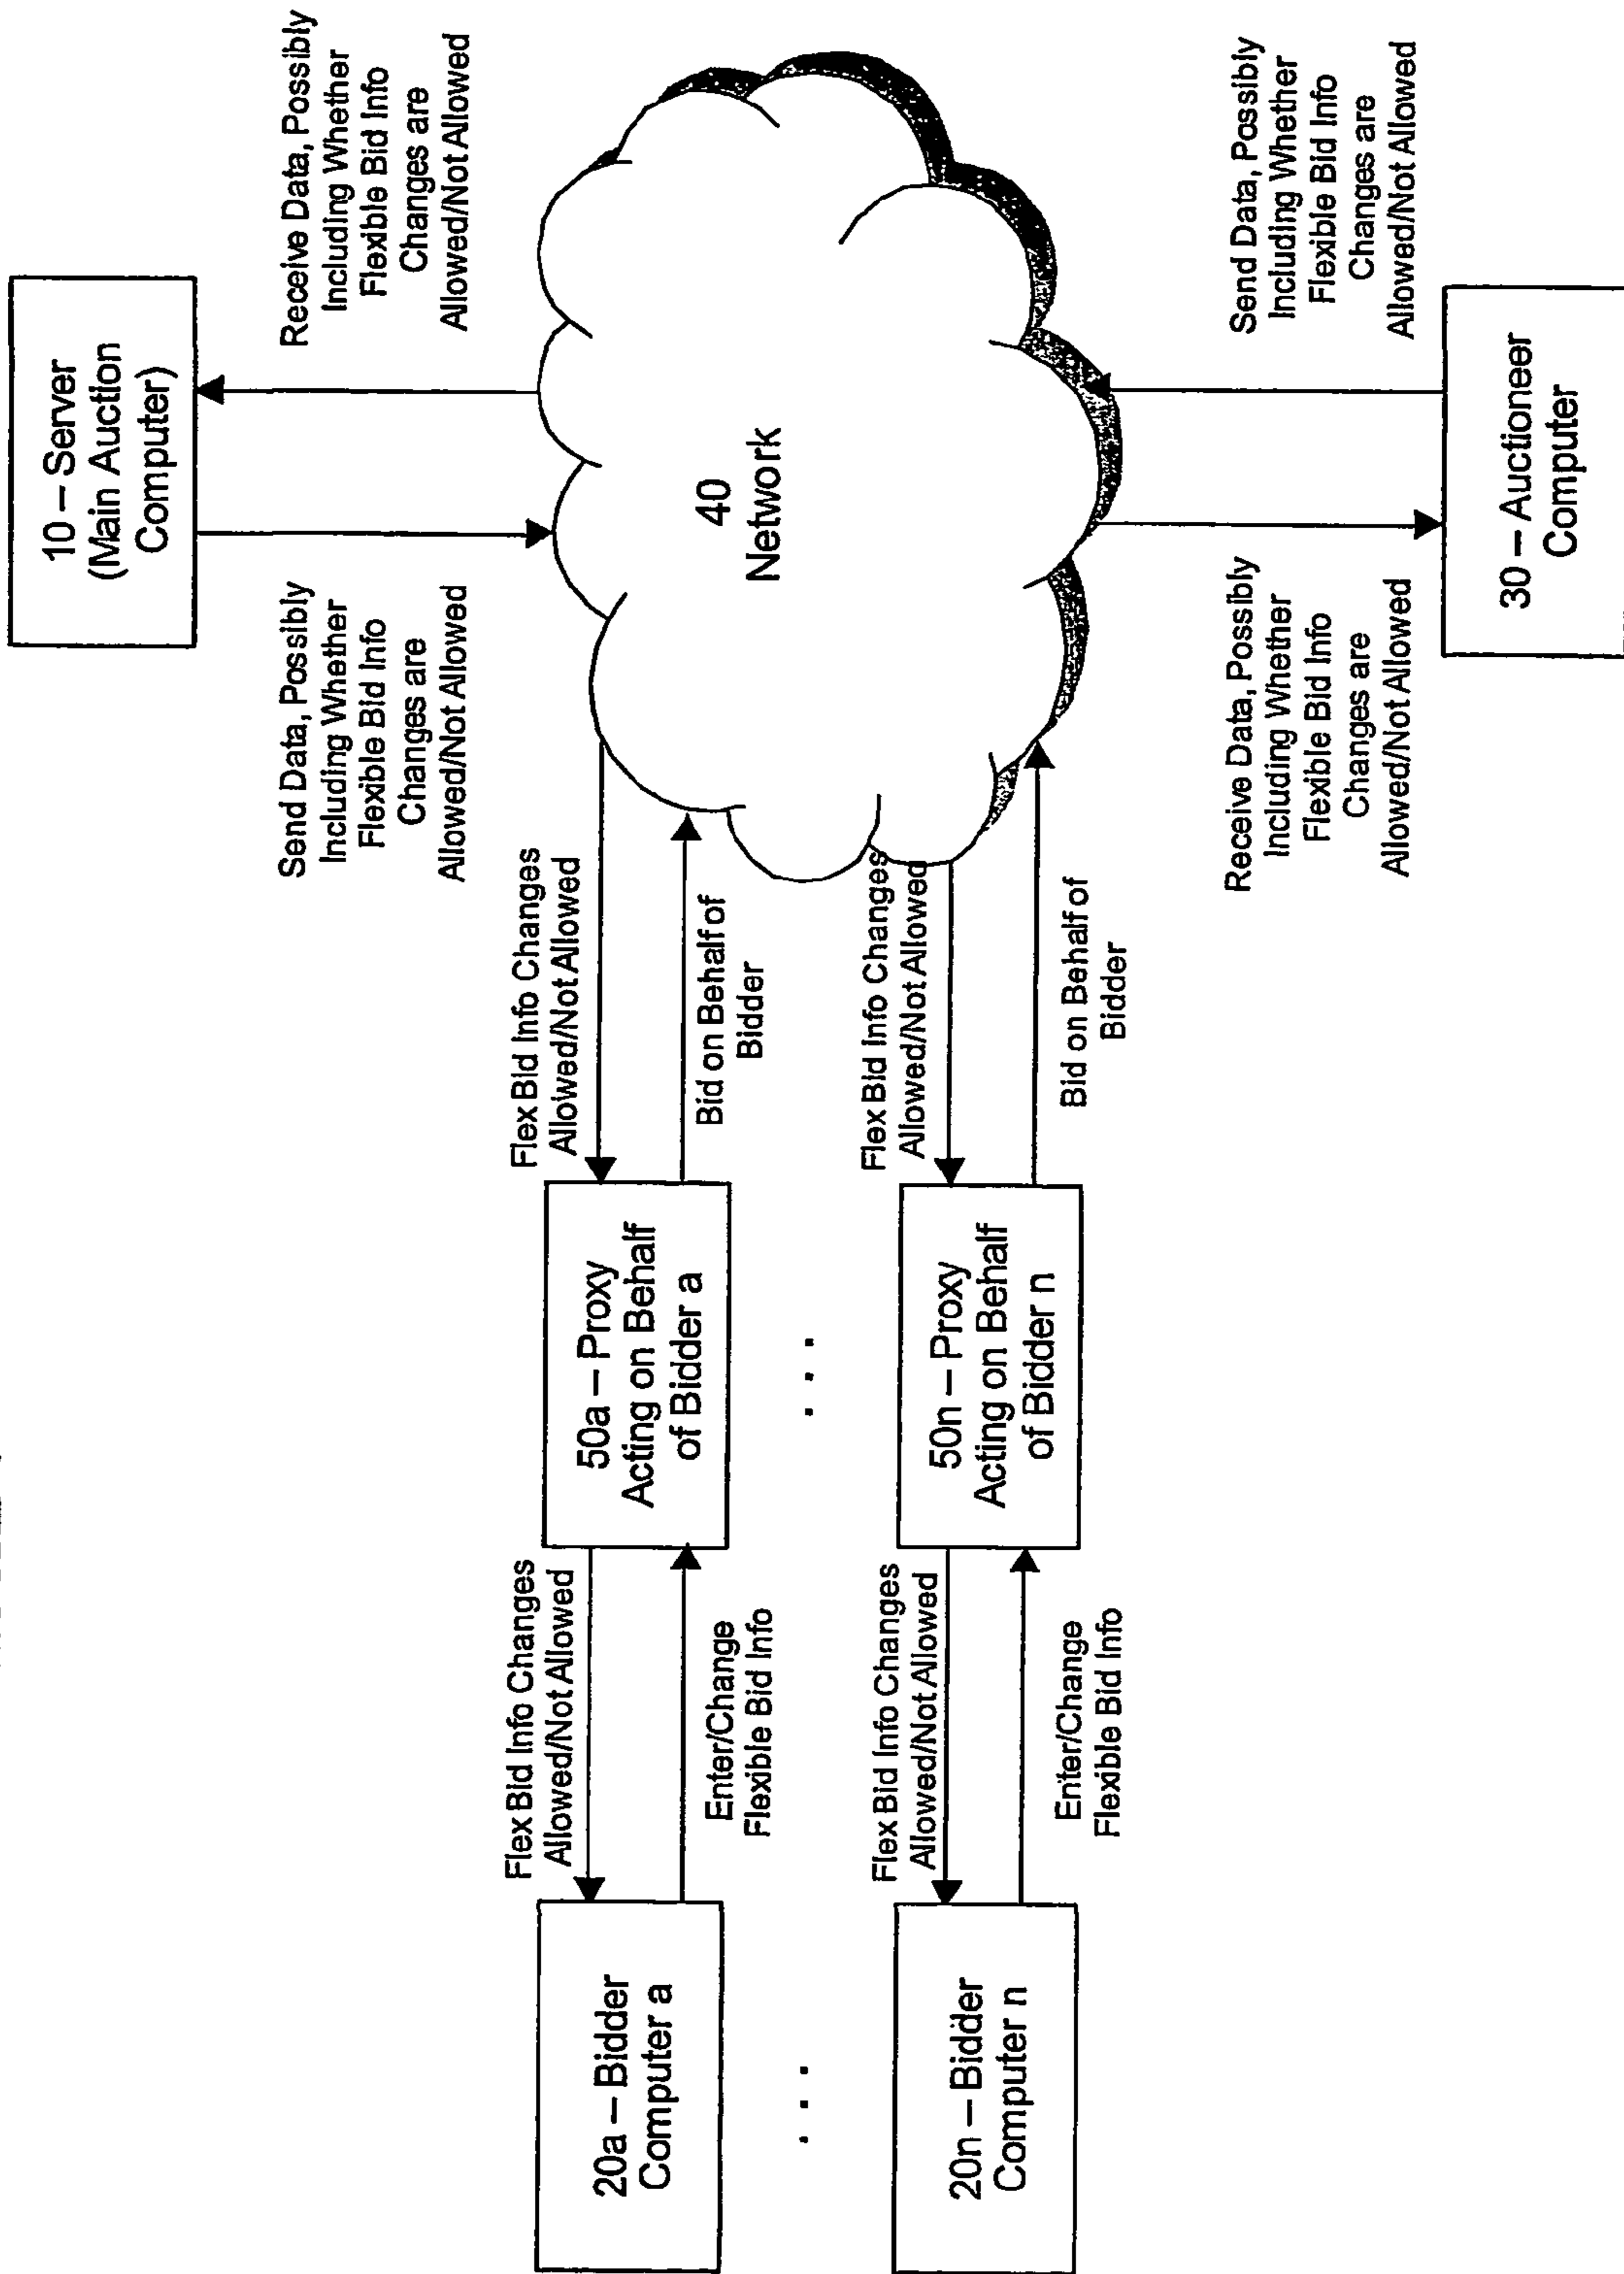 10 – Server
(Main Auction
Computer)
Send Data, Possibly
Including Whether
Flexible Bid Info
Changes are
Allowed/Not Allowed
Receive Data, Possibly
Including Whether
Flexible Bid Info
Changes are
Allowed/Not Allowed
20a – Bidder
Computer a
Flex Bid Info Changes
Allowed/Not Allowed
Enter/Change
Flexible Bid Info
50a – Proxy
Acting on Behalf
of Bidder a
Flex Bid Info Changes
Allowed/Not Allowed
Bid on Behalf of
Bidder
40
Network
. . .
. . .
20n – Bidder
Computer n
Flex Bid Info Changes
Allowed/Not Allowed
Enter/Change
Flexible Bid Info
50n – Proxy
Acting on Behalf
of Bidder n
Flex Bid Info Changes
Allowed/Not Allowed
Bid on Behalf of
Bidder
Receive Data, Possibly
Including Whether
Flexible Bid Info
Changes are
Allowed/Not Allowed
Send Data, Possibly
Including Whether
Flexible Bid Info
Changes are
Allowed/Not Allowed
30 – Auctioneer
Computer